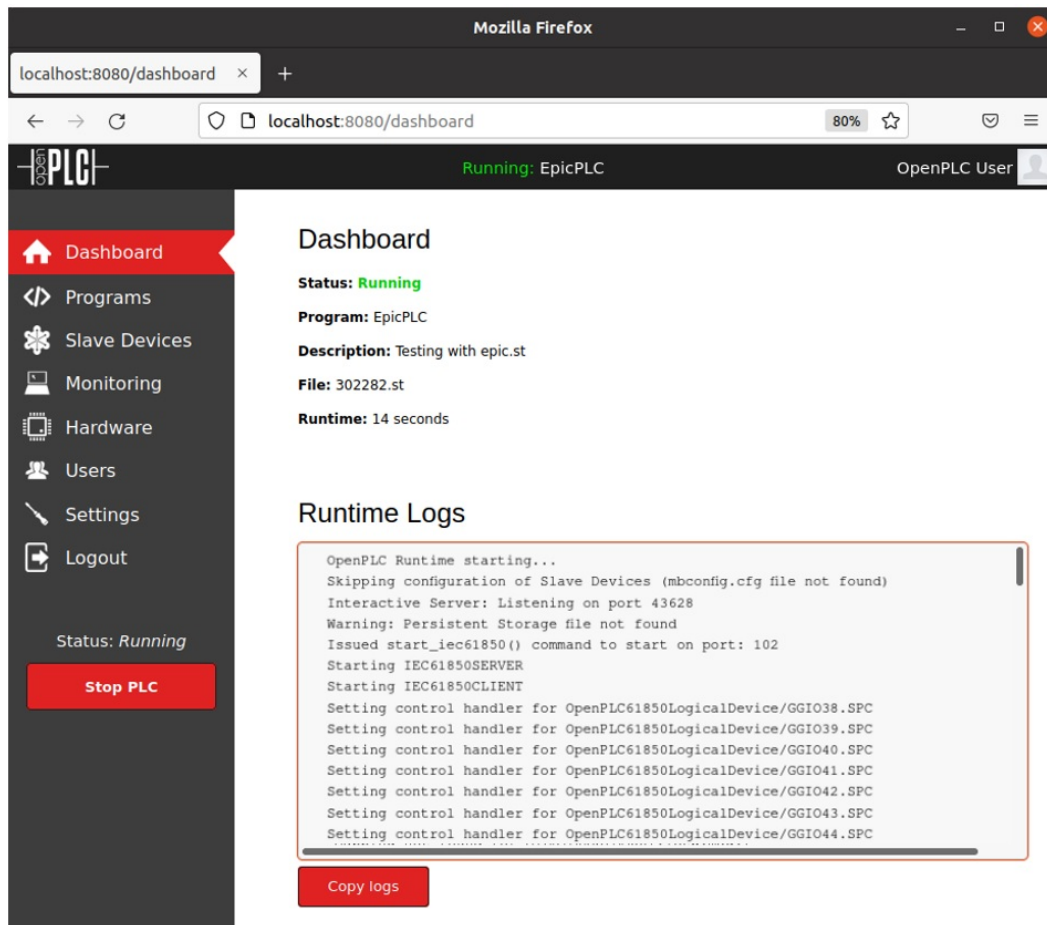 Mozilla Firefox
localhost:8080/dashboard
localhost:8080/dashboard
80%
open PLC
Running: EpicPLC
OpenPLC User
Dashboard
Programs
Slave Devices
Monitoring
Hardware
Users
Settings
Logout
Status: Running
Stop PLC
Dashboard
Status: Running
Program: EpicPLC
Description: Testing with epic.st
File: 302282.st
Runtime: 14 seconds
Runtime Logs
OpenPLC Runtime starting...
Skipping configuration of Slave Devices (mbconfig.cfg file not found)
Interactive Server: Listening on port 43628
Warning: Persistent Storage file not found
Issued start_iec61850() command to start on port: 102
Starting IEC61850SERVER
Starting IEC61850CLIENT
Setting control handler for OpenPLC61850LogicalDevice/GGIO38.SPC
Setting control handler for OpenPLC61850LogicalDevice/GGIO39.SPC
Setting control handler for OpenPLC61850LogicalDevice/GGIO40.SPC
Setting control handler for OpenPLC61850LogicalDevice/GGIO41.SPC
Setting control handler for OpenPLC61850LogicalDevice/GGIO42.SPC
Setting control handler for OpenPLC61850LogicalDevice/GGIO43.SPC
Setting control handler for OpenPLC61850LogicalDevice/GGIO44.SPC
Copy logs